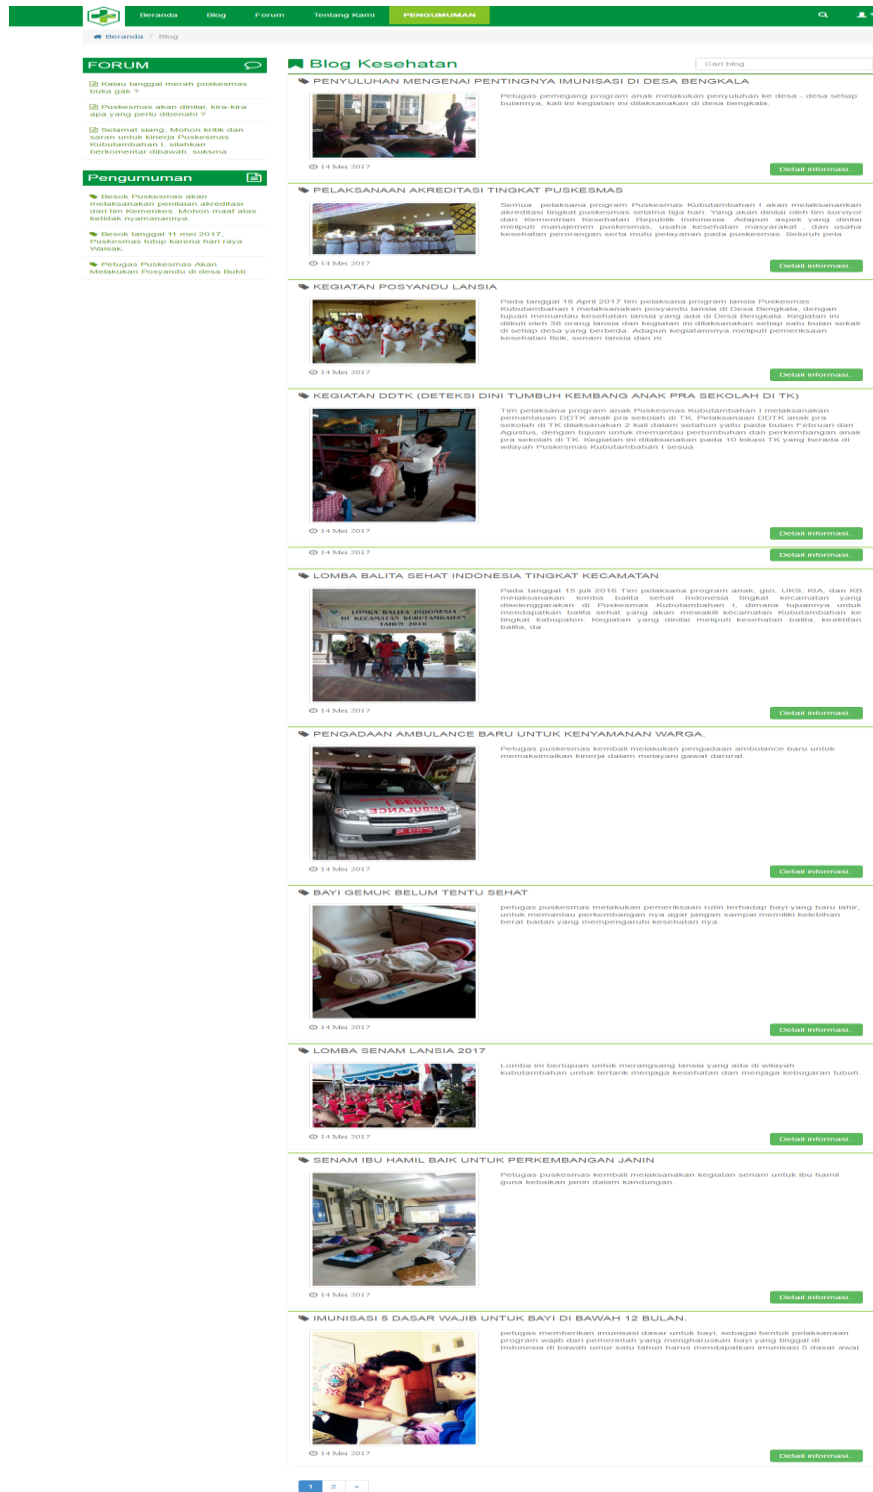 Beranda Blog Forum Tentang Kami PENGUMUMAN
Beranda / Blog
FORUM
Kalau tanggal merah puskesmas
buka gak ?
Puskesmas akan dinilai, kira-kira
apa yang perlu dibenahi ?
Selamat siang, Mohon kritik dan
saran untuk kinerja Puskesmas
Kubutambahan I. silahkan
berkomentar dibawah. suksma
Pengumuman
Besok Puskesmas akan
melaksanakan penilaian akreditasi
dari tim Kemenkes. Mohon maaf atas
ketidak nyamanannya.
Besok tanggal 11 mei 2017,
Puskesmas tutup karena hari raya
Waisak.
Petugas Puskesmas Akan
Melakukan Posyandu di desa Bukti
Blog Kesehatan
Cari blog
PENYULUHAN MENGENAI PENTINGNYA IMUNISASI DI DESA BENGKALA
Petugas pemegang program anak melakukan penyuluhan ke desa - desa setiap
bulannya, kali ini kegiatan ini dilaksanakan di desa bengkala.
14 Mei 2017
Detail informasi..
PELAKSANAAN AKREDITASI TINGKAT PUSKESMAS
Semua pelaksana program Puskesmas Kubutambahan I akan melaksanankan
akreditasi tingkat puskesmas selama tiga hari. Yang akan dinilai oleh tim surviyor
dari Kementrian Kesehatan Republik Indonesia. Adapun aspek yang dinilai
meliputi manajemen puskesmas, usaha kesehatan masyarakat , dan usaha
kesehatan perorangan serta mutu pelayanan pada puskesmas. Seluruh pela
14 Mei 2017
Detail informasi..
KEGIATAN POSYANDU LANSIA
Pada tanggal 18 April 2017 tim pelaksana program lansia Puskesmas
Kubutambahan I melaksanakan posyandu lansia di Desa Bengkala, dengan
tujuan memantau kesehatan lansia yang ada di Desa Bengkala. Kegiatan ini
diikuti oleh 38 orang lansia dan kegiatan ini dilaksanakan setiap satu bulan sekali
di setiap desa yang berbeda. Adapun kegiatannnya meliputi pemeriksaan
kesehatan fisik, senam lansia dan m
14 Mei 2017
Detail informasi..
KEGIATAN DDTK (DETEKSI DINI TUMBUH KEMBANG ANAK PRA SEKOLAH DI TK)
Tim pelaksana program anak Puskesmas Kubutambahan I melaksanakan
pemantauan DDTK anak pra sekolah di TK. Pelaksanaan DDTK anak pra
sekolah di TK dilaksanakan 2 kali dalam setahun yaitu pada bulan Februari dan
Agustus, dengan tujuan untuk memantau pertumbuhan dan perkembangan anak
pra sekolah di TK. Kegiatan ini dilaksanakan pada 10 lokasi TK yang berada di
wilayah Puskesmas Kubutambahan I sesua
14 Mei 2017
Detail informasi..
14 Mei 2017
Detail informasi..
LOMBA BALITA SEHAT INDONESIA TINGKAT KECAMATAN
LOMBA BALITA INDONESIA
DI KECAMATAN KUBUTAMBAHAN
TAHUN 2016
Pada tanggal 15 juli 2016 Tim pelaksana program anak, gizi, UKS, KIA, dan KB
melaksanakan lomba balita sehat Indonesia tingkat kecamatan yang
diselenggarakan di Puskesmas Kubutambahan I, dimana tujuannya untuk
mendapatkan balita sehat yang akan mewakili kecamatan Kubutambahan ke
tingkat kabupaten. Kegiatan yang dinilai meliputi kesehatan balita, keaktifan
balita, da
14 Mei 2017
Detail informasi..
PENGADAAN AMBULANCE BARU UNTUK KENYAMANAN WARGA.
Petugas puskesmas kembali melakukan pengadaan ambulance baru untuk
memaksimalkan kinerja dalam melayani gawat darurat.
AMBULANCE
14 Mei 2017
Detail informasi..
BAYI GEMUK BELUM TENTU SEHAT
petugas puskesmas melakukan pemeriksaan rutin terhadap bayi yang baru lahir,
untuk memantau perkembangan nya agar jangan sampai memiliki kelebihan
berat badan yang mempengaruhi kesehatan nya.
14 Mei 2017
Detail informasi..
LOMBA SENAM LANSIA 2017
Lomba ini bertujuan untuk merangsang lansia yang ada di wilayah
kubutambahan untuk tertarik menjaga kesehatan dan menjaga kebugaran tubuh.
14 Mei 2017
Detail informasi..
SENAM IBU HAMIL BAIK UNTUK PERKEMBANGAN JANIN
Petugas puskesmas kembali melaksanakan kegiatan senam untuk ibu hamil
guna kebaikan janin dalam kandungan.
14 Mei 2017
Detail informasi..
IMUNISASI 5 DASAR WAJIB UNTUK BAYI DI BAWAH 12 BULAN.
petugas memberikan imunisasi dasar untuk bayi, sebagai bentuk pelaksanaan
program wajib dari pemerintah yang mengharuskan bayi yang tinggal di
Indonesia di bawah umur satu tahun harus mendapatkan imunisasi 5 dasar awal.
14 Mei 2017
Detail informasi..
1 2 »